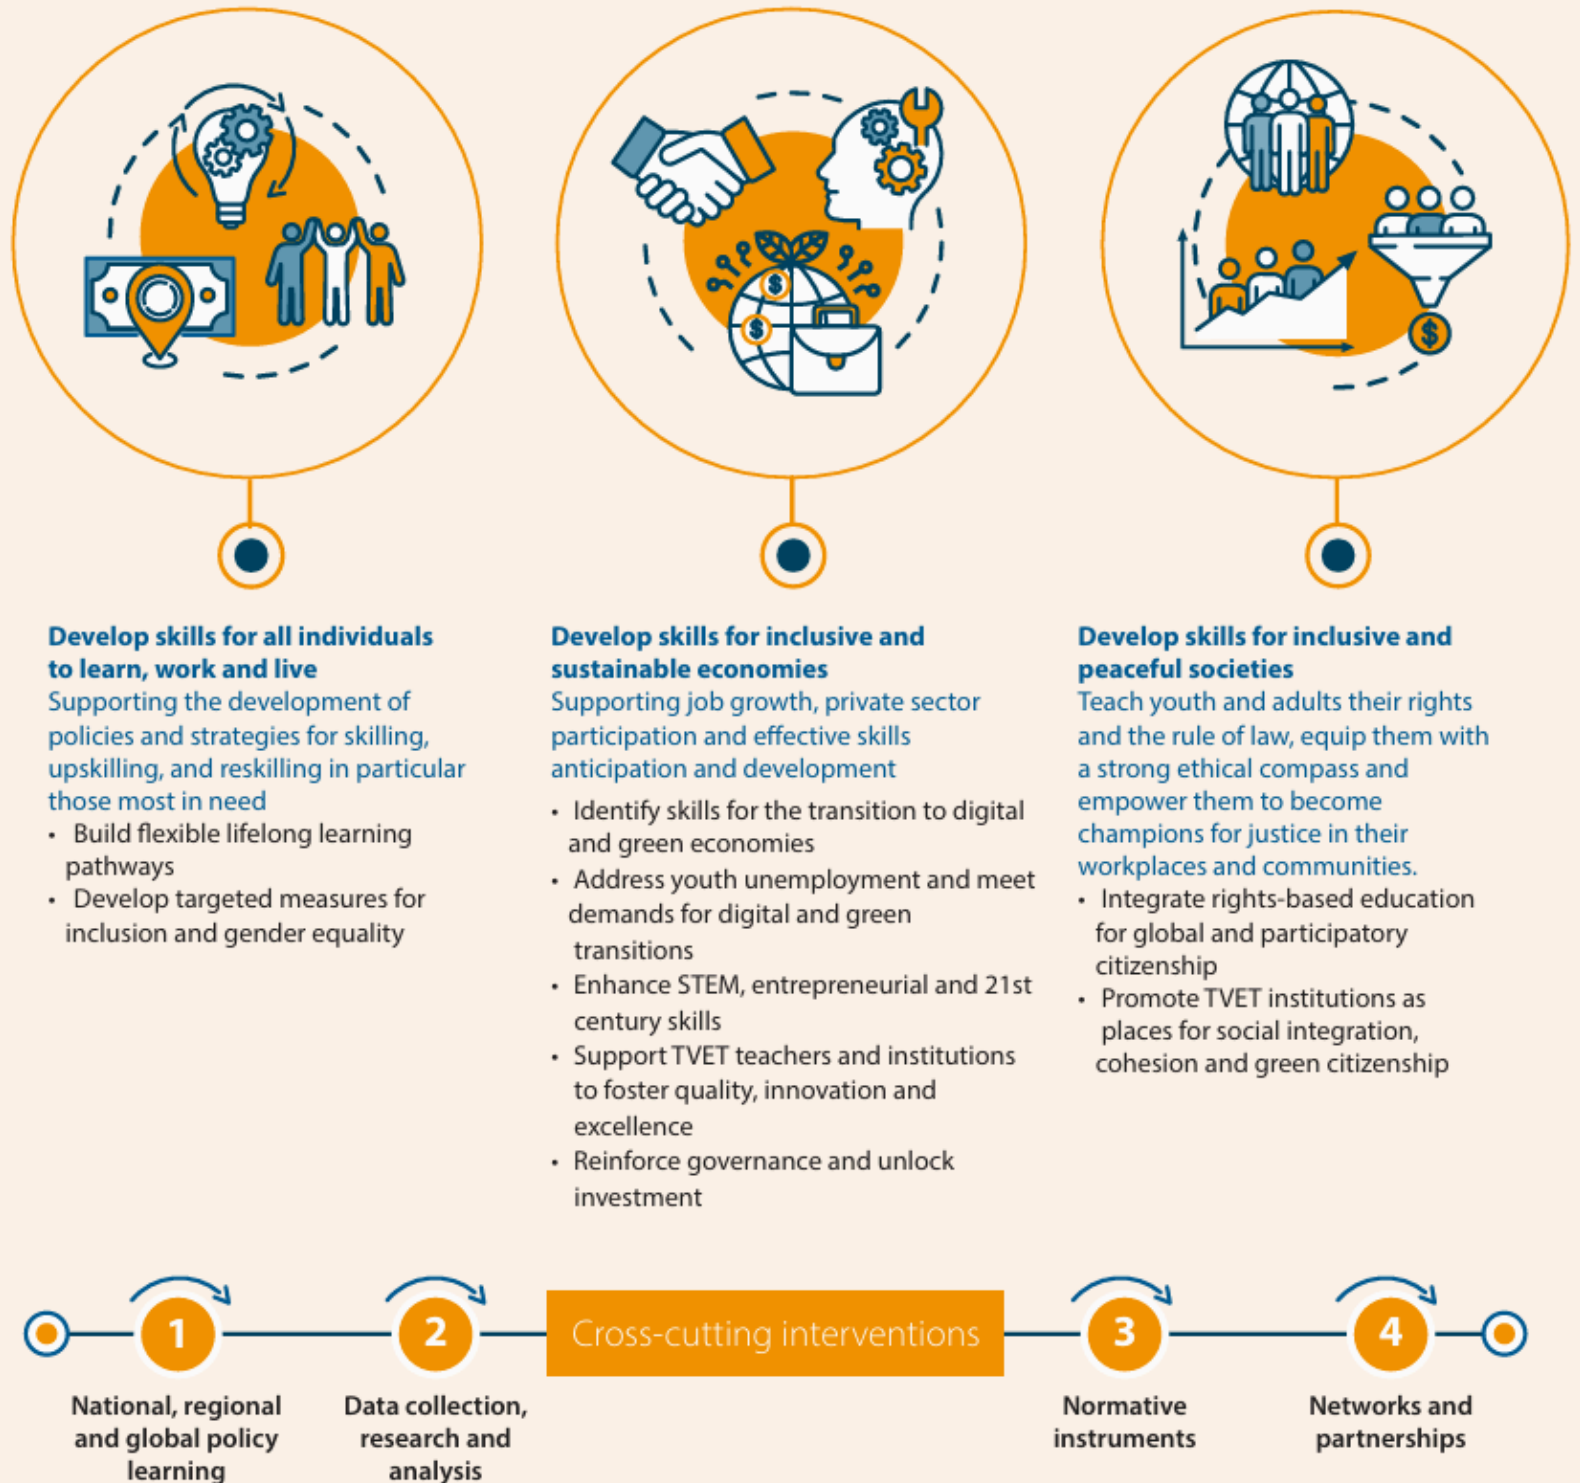 Develop skills for all individuals
to learn, work and live
Supporting the development of
policies and strategies for skilling,
upskilling, and reskilling in particular
those most in need
• Build flexible lifelong learning
pathways
• Develop targeted measures for
inclusion and gender equality
Develop skills for inclusive and
sustainable economies
Supporting job growth, private sector
participation and effective skills
anticipation and development
• Identify skills for the transition to digital
and green economies
• Address youth unemployment and meet
demands for digital and green
transitions
• Enhance STEM, entrepreneurial and 21st
century skills
• Support TVET teachers and institutions
to foster quality, innovation and
excellence
• Reinforce governance and unlock
investment
Develop skills for inclusive and
peaceful societies
Teach youth and adults their rights
and the rule of law, equip them with
a strong ethical compass and
empower them to become
champions for justice in their
workplaces and communities.
• Integrate rights-based education
for global and participatory
citizenship
• Promote TVET institutions as
places for social integration,
cohesion and green citizenship
1
National, regional
and global policy
learning
2
Data collection,
research and
analysis
Cross-cutting interventions
3
Normative
instruments
4
Networks and
partnerships